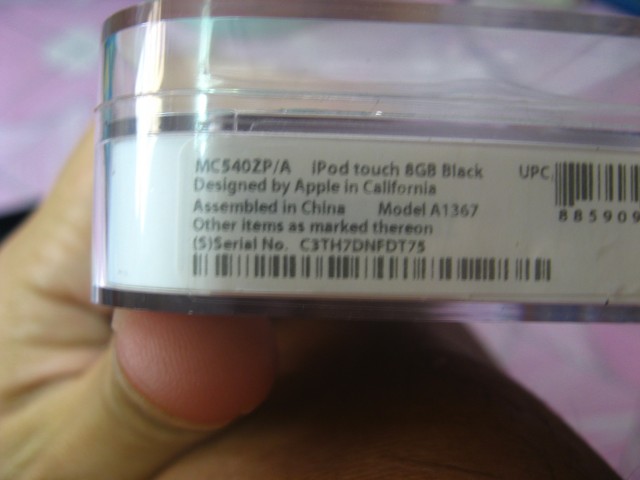 MC540ZP/A iPod touch 8GB Black UPC
Designed by Apple in California
Assembled in China Model A1367
Other items as marked thereon
(S)Serial No. C3TH7DNFDT75
885909